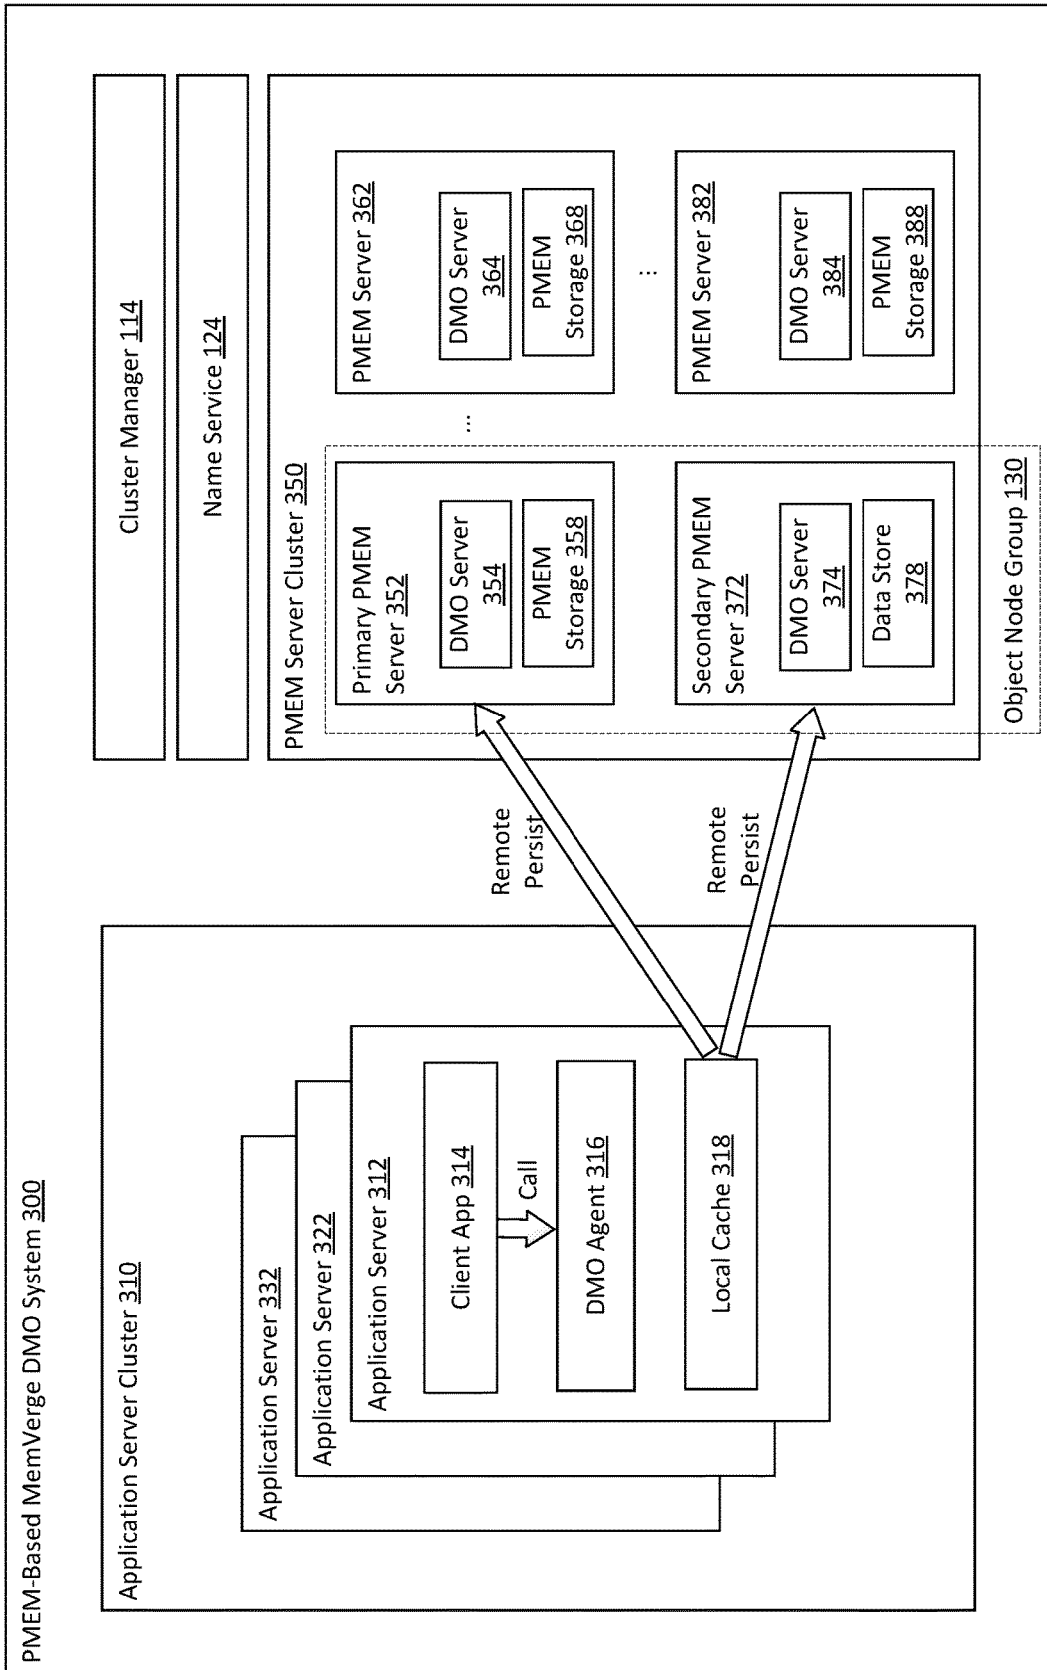 PMEM-Based MemVerge DMO System 300
Application Server Cluster 310
Application Server 332
Application Server 322
Application Server 312
Client App 314
Call
DMO Agent 316
Local Cache 318
Remote
Persist
Remote
Persist
Cluster Manager 114
Name Service 124
PMEM Server Cluster 350
Primary PMEM
Server 352
DMO Server
354
PMEM
Storage 358
...
PMEM Server 362
DMO Server
364
PMEM
Storage 368
...
Secondary PMEM
Server 372
DMO Server
374
Data Store
378
PMEM Server 382
DMO Server
384
PMEM
Storage 388
Object Node Group 130